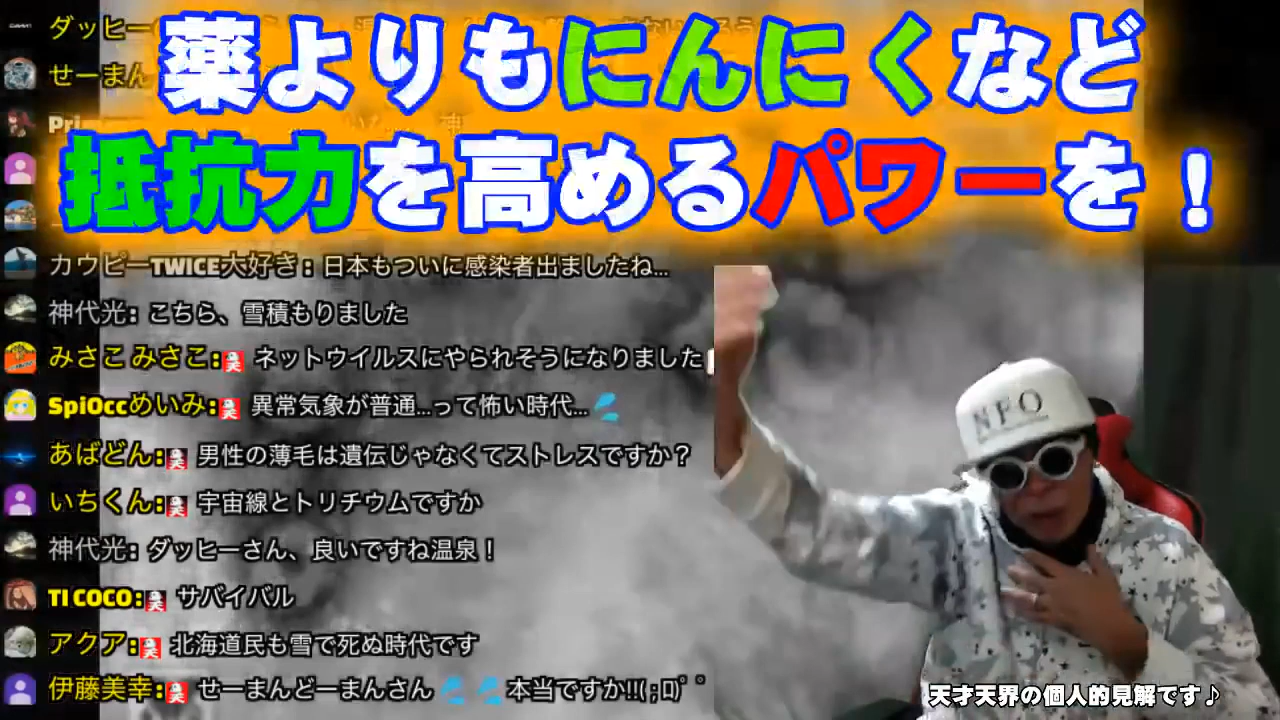 薬よりもにんにくなど
抵抗力を高めるパワーを！
ダッヒー
せーまん
カウピーTWICE大好き：日本もついに感染者出ましたね...
神代光：こちら、雪積もりました
みさこ みさこ：笑 ネットウイルスにやられそうになりました
SpiOccめいみ：笑 異常気象が普通...って怖い時代...💦
あばどん：笑 男性の薄毛は遺伝じゃなくてストレスですか？
いちくん：笑 宇宙線とトリチウムですか
神代光：ダッヒーさん、良いですね温泉！
TI COCO：笑 サバイバル
アクア：笑 北海道民も雪で死ぬ時代です
伊藤美幸：笑 せーまんどーまんさん💦💦本当ですか!!(；ﾛ)ﾟﾟ
NFO
天才天界の個人的見解です♪